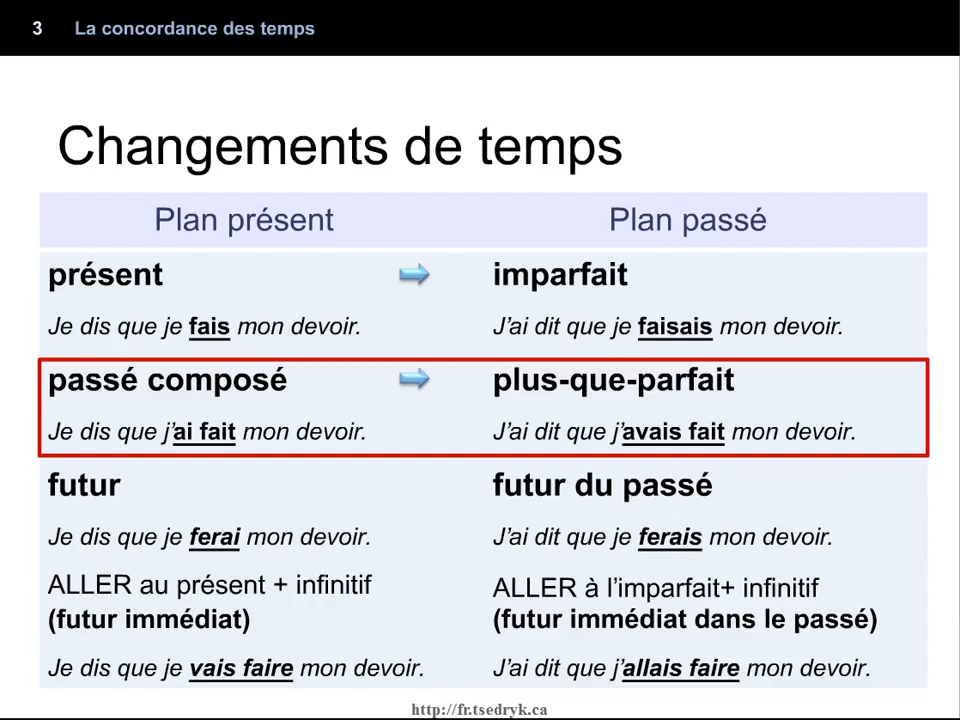 3 La concordance des temps
Changements de temps
Plan présent Plan passé
présent imparfait
Je dis que je fais mon devoir. J’ai dit que je faisais mon devoir.
passé composé plus-que-parfait
Je dis que j’ai fait mon devoir. J’ai dit que j’avais fait mon devoir.
futur futur du passé
Je dis que je ferai mon devoir. J’ai dit que je ferais mon devoir.
ALLER au présent + infinitif ALLER à l’imparfait+ infinitif
(futur immédiat) (futur immédiat dans le passé)
Je dis que je vais faire mon devoir. J’ai dit que j’allais faire mon devoir.
http://fr.tsedryk.ca